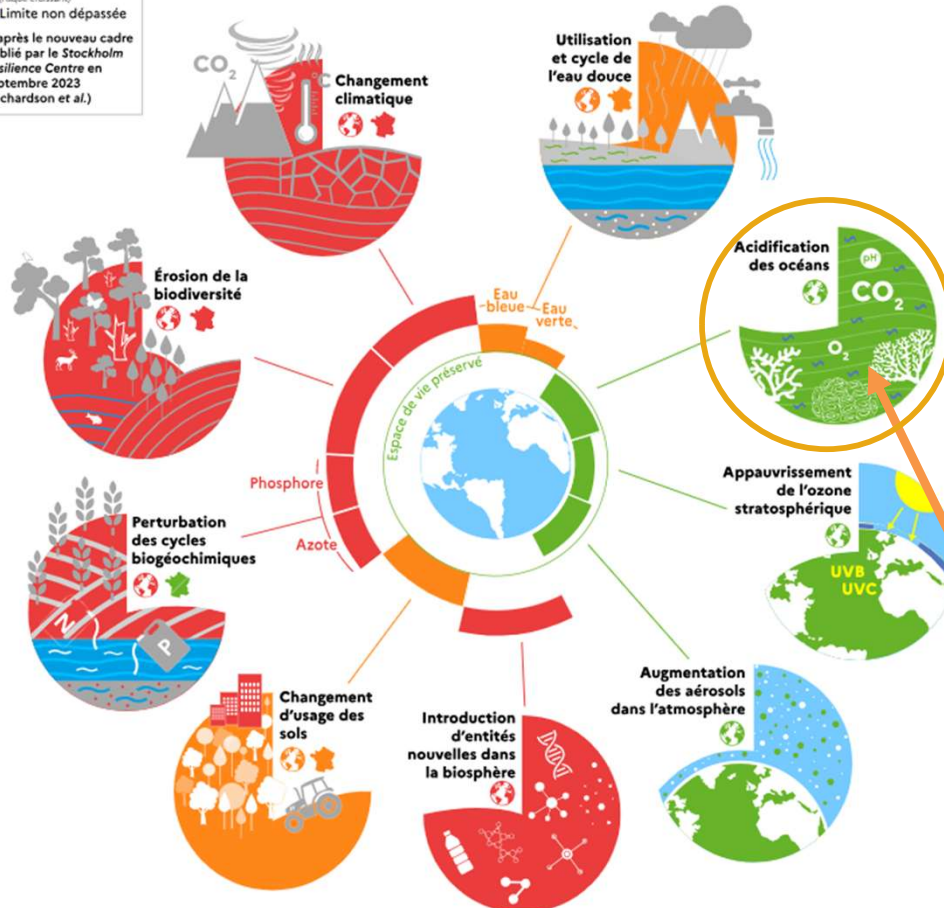 Limite non dépassée
après le nouveau cadre
blié par le Stockholm
silience Centre en
ptembre 2023
chardson et al.)
CO2
°C
Changement
climatique
Utilisation
et cycle de
l'eau douce
Acidification
des océans
pH
CO2
O2
Érosion de la
biodiversité
Eau
bleue
Eau
verte
Espace de vie préservé
Phosphore
Azote
Appauvrissement
de l'ozone
stratosphérique
UVB
UVC
Perturbation
des cycles
biogéochimiques
N
P
Augmentation
des aérosols
dans l'atmosphère
Changement
d'usage des
sols
Introduction
d'entités
nouvelles dans
la biosphère